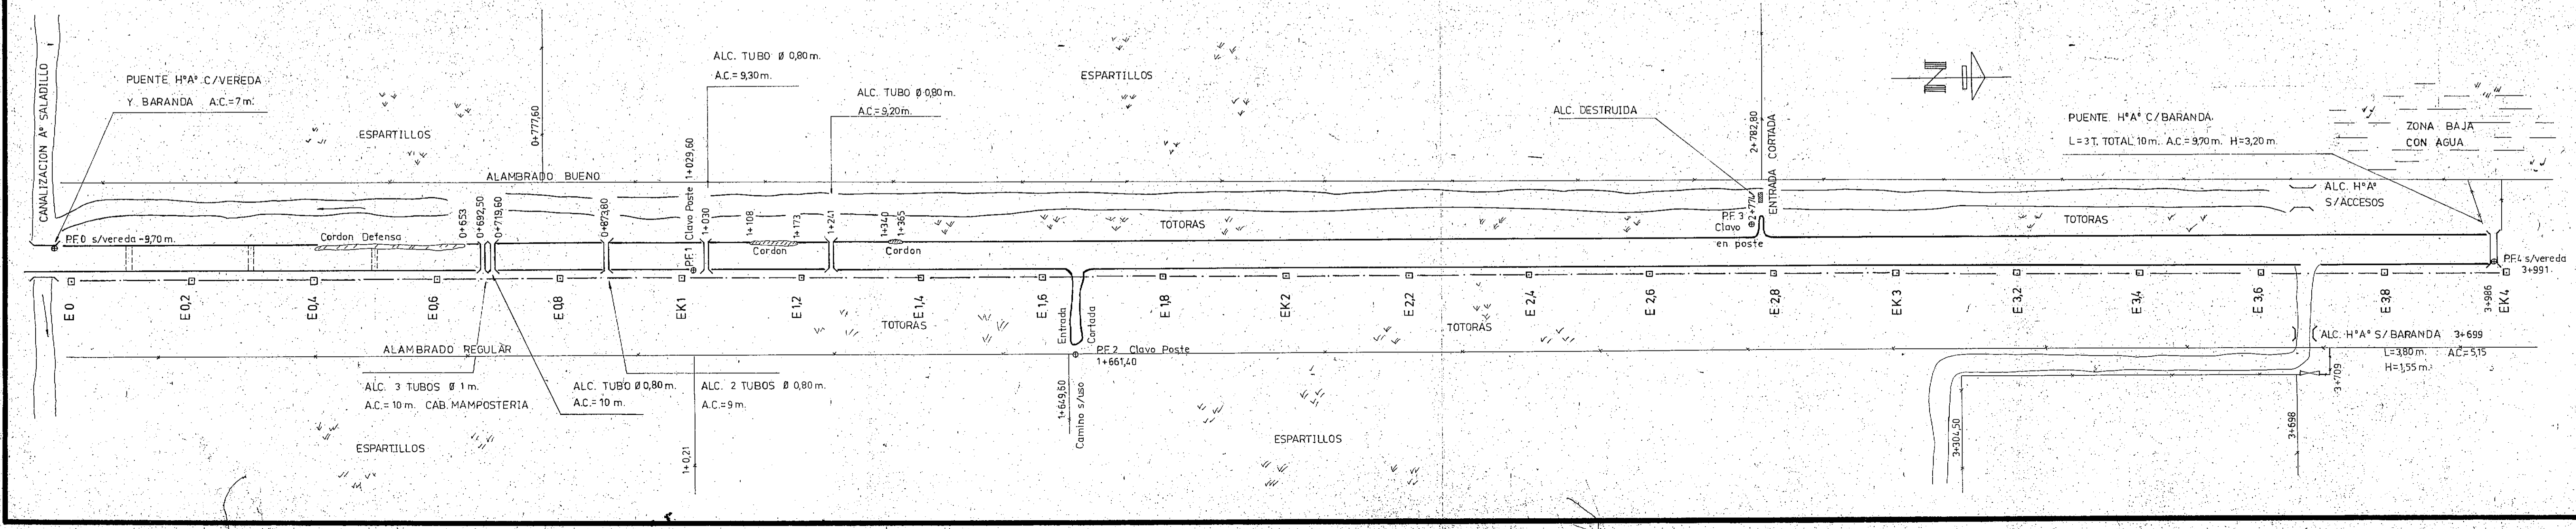 CANALIZACION Aº SALADILLO
PUENTE HºAº C/VEREDA
Y BARANDA A.C.=7m.
ESPARTILLOS
0+777,60
ALAMBRADO BUENO
ALC. TUBO Ø 0,80m.
A.C.= 9,30m.
ALC. TUBO Ø 0,80m.
A.C.= 9,20m.
ESPARTILLOS
ALC. DESTRUIDA
2+782,80
ENTRADA CORTADA
N
PUENTE HºAº C/BARANDA
L=3 T. TOTAL 10m. A.C.=9,70m. H=3,20m.
ZONA BAJA
CON AGUA
P.F.0 s/vereda -9,70m.
Cordon Defensa
0+653
0+692,50
0+719,60
0+873,80
P.F.1 Clavo Poste 1+029,60
1+030
1+108
1+173
Cordon
1+241
1+340
1+365
Cordon
TOTORAS
P.F. 3
Clavo
en poste
TOTORAS
ALC. HºAº
S/ACCESOS
P.F.4 s/vereda
3+991
E 0
E 0,2
E 0,4
E 0,6
E 0,8
EK1
E 1,2
E 1,4
E 1,6
E 1,8
EK2
E 2,2
E 2,4
E 2,6
E 2,8
EK3
E 3,2
E 3,4
E 3,6
E 3,8
3+986
EK4
Entrada
Cortada
TOTORAS
TOTORAS
ALAMBRADO REGULAR
P.F.2 Clavo Poste
1+661,40
ALC. HºAº S/BARANDA 3+699
L=3,80m. A.C=5,15
H=1,55m.
3+709
ALC. 3 TUBOS Ø 1m.
A.C.= 10m. CAB. MAMPOSTERIA
ALC. TUBO Ø 0,80m.
A.C.= 10m.
ALC. 2 TUBOS Ø 0,80m.
A.C.= 9m.
1+649,60
Camino s/uso
ESPARTILLOS
1+0,21
ESPARTILLOS
3+304,50
3+698